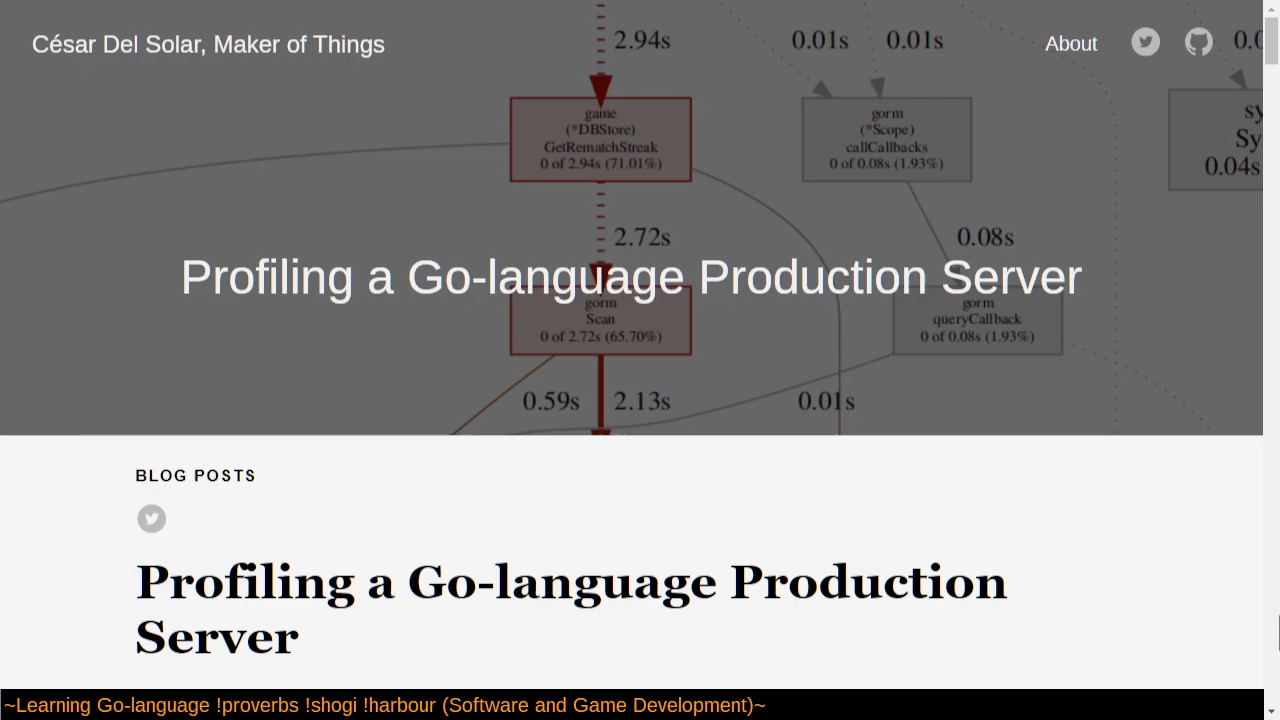 César Del Solar, Maker of Things
About
2.94s
0.01s
0.01s
game
(*DBStore)
GetRematchStreak
0 of 2.94s (71.01%)
gorm
(*Scope)
callCallbacks
0 of 0.08s (1.93%)
0.04s
2.72s
0.08s
Profiling a Go-language Production Server
gorm
Scan
0 of 2.72s (65.70%)
gorm
queryCallback
0 of 0.08s (1.93%)
0.59s
2.13s
0.01s
BLOG POSTS
Profiling a Go-language Production
Server
~Learning Go-language !proverbs !shogi !harbour (Software and Game Development)~